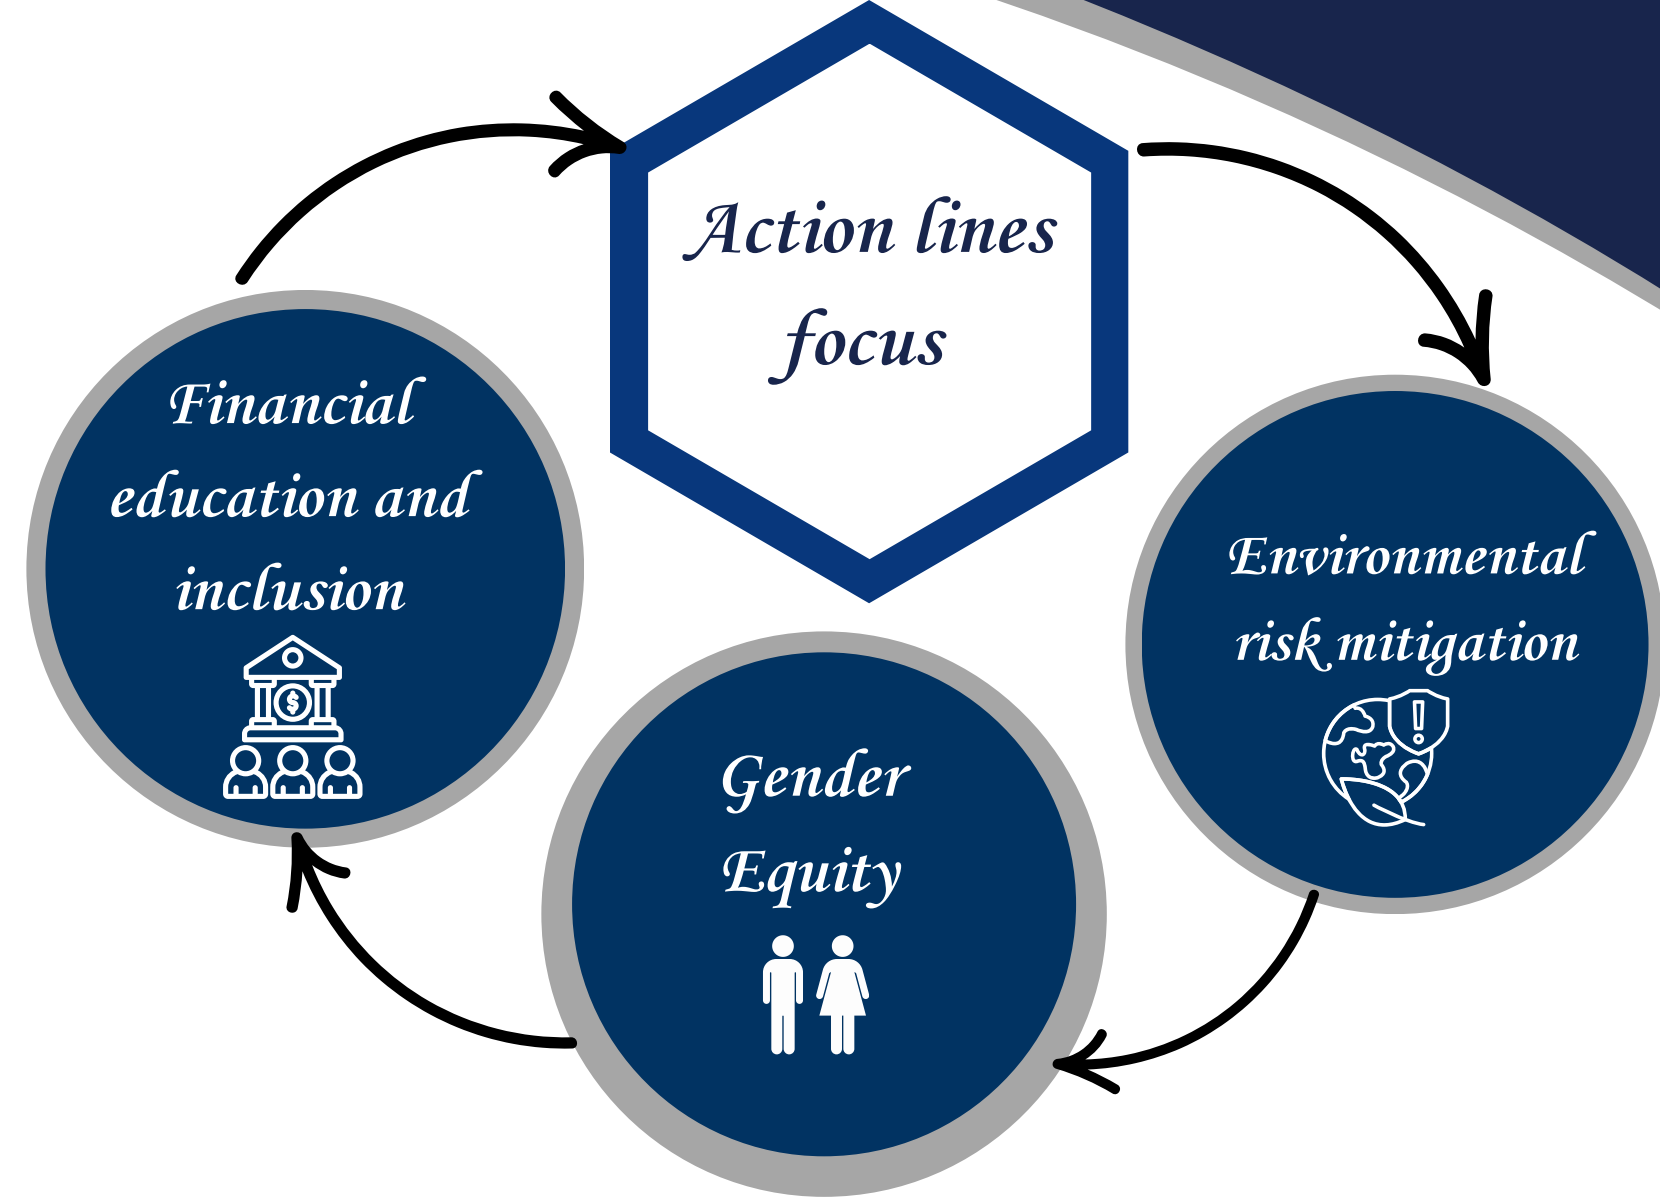 Action lines
focus
Financial
education and
inclusion
Environmental
risk mitigation
Gender
Equity